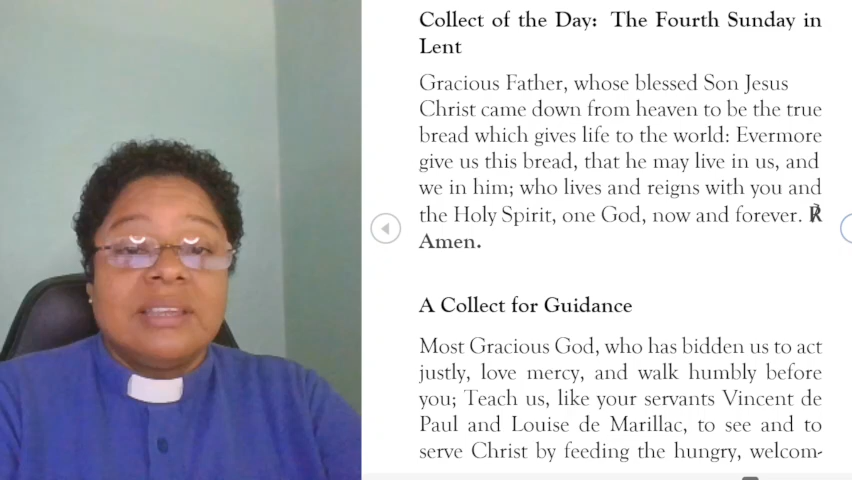 Collect of the Day: The Fourth Sunday in
Lent
Gracious Father, whose blessed Son Jesus
Christ came down from heaven to be the true
bread which gives life to the world: Evermore
give us this bread, that he may live in us, and
we in him; who lives and reigns with you and
the Holy Spirit, one God, now and forever. ℟
Amen.
A Collect for Guidance
Most Gracious God, who has bidden us to act
justly, love mercy, and walk humbly before
you; Teach us, like your servants Vincent de
Paul and Louise de Marillac, to see and to
serve Christ by feeding the hungry, welcom-